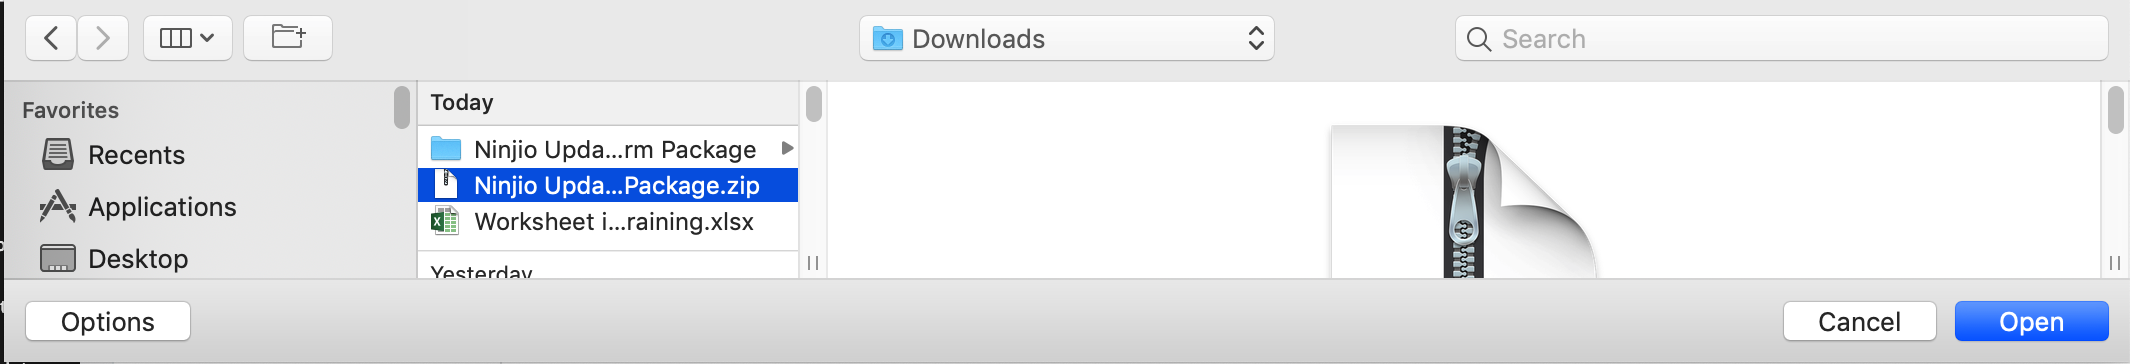 Downloads
Search
Favorites
Recents
Applications
Desktop
Today
Ninjio Upda...rm Package
Ninjio Upda...Package.zip
Worksheet i...raining.xlsx
Yesterday
Options
Cancel
Open